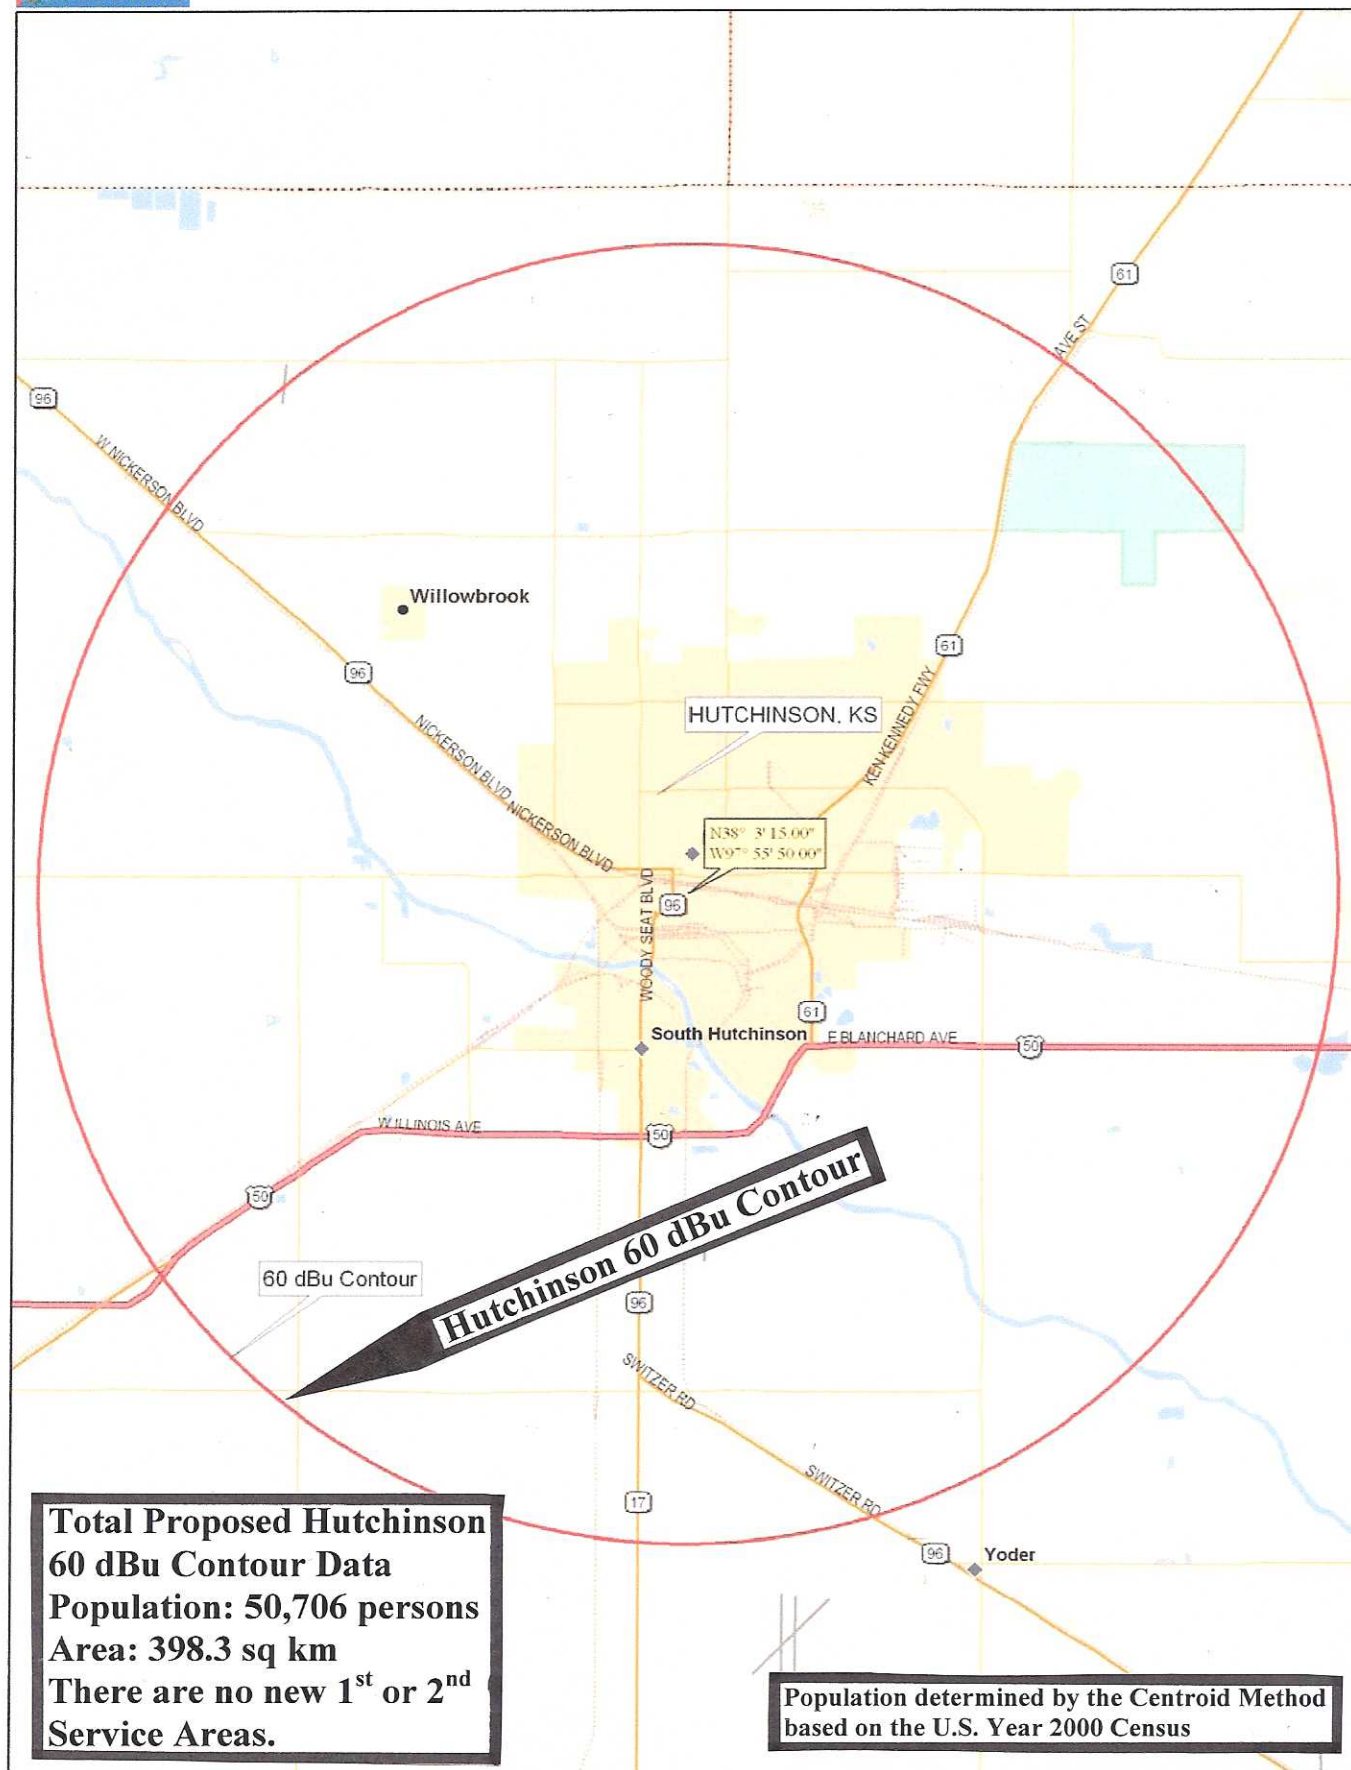 61
AVE ST
96
W NICKERSON BLVD
Willowbrook
96
61
HUTCHINSON, KS
KEN KENNEDY FWY
NICKERSON BLVD
NICKERSON BLVD
N38° 3' 15.00"
W97° 55' 50.00"
96
WOODY SEAT BLVD
61
South Hutchinson
E BLANCHARD AVE
50
W ILLINOIS AVE
50
50
Hutchinson 60 dBu Contour
60 dBu Contour
96
SWITZER RD
SWITZER RD
17
96
Yoder
Total Proposed Hutchinson
60 dBu Contour Data
Population: 50,706 persons
Area: 398.3 sq km
There are no new 1st or 2nd
Service Areas.
Population determined by the Centroid Method
based on the U.S. Year 2000 Census